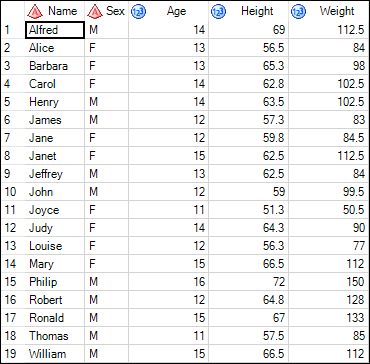 Name Sex Age Height Weight
1 Alfred M 14 69 112.5
2 Alice F 13 56.5 84
3 Barbara F 13 65.3 98
4 Carol F 14 62.8 102.5
5 Henry M 14 63.5 102.5
6 James M 12 57.3 83
7 Jane F 12 59.8 84.5
8 Janet F 15 62.5 112.5
9 Jeffrey M 13 62.5 84
10 John M 12 59 99.5
11 Joyce F 11 51.3 50.5
12 Judy F 14 64.3 90
13 Louise F 12 56.3 77
14 Mary F 15 66.5 112
15 Philip M 16 72 150
16 Robert M 12 64.8 128
17 Ronald M 15 67 133
18 Thomas M 11 57.5 85
19 William M 15 66.5 112